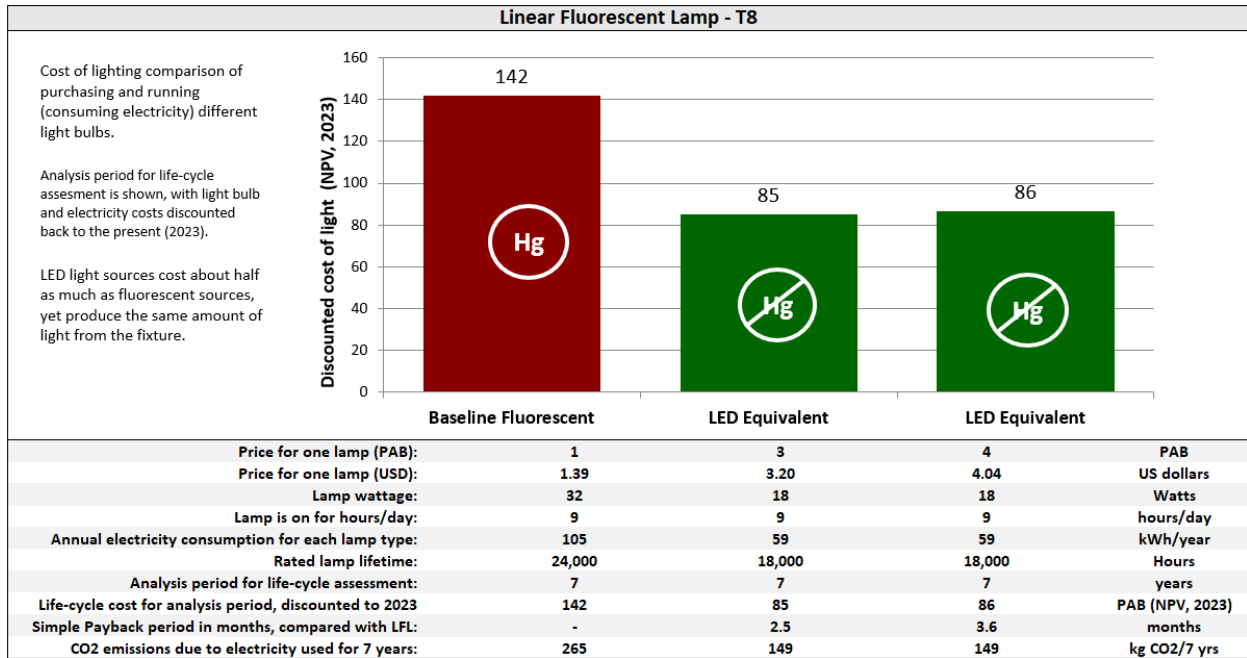 Linear Fluorescent Lamp - T8
Cost of lighting comparison of
purchasing and running
(consuming electricity) different
light bulbs.
Analysis period for life-cycle
assesment is shown, with light bulb
and electricity costs discounted
back to the present (2023).
LED light sources cost about half
as much as fluorescent sources,
yet produce the same amount of
light from the fixture.
Discounted cost of light (NPV, 2023)
160
140
120
100
80
60
40
20
0
142
85
86
Hg
Hg
Hg
Baseline Fluorescent LED Equivalent LED Equivalent
Price for one lamp (PAB): 1 3 4 PAB
Price for one lamp (USD): 1.39 3.20 4.04 US dollars
Lamp wattage: 32 18 18 Watts
Lamp is on for hours/day: 9 9 9 hours/day
Annual electricity consumption for each lamp type: 105 59 59 kWh/year
Rated lamp lifetime: 24,000 18,000 18,000 Hours
Analysis period for life-cycle assessment: 7 7 7 years
Life-cycle cost for analysis period, discounted to 2023 142 85 86 PAB (NPV, 2023)
Simple Payback period in months, compared with LFL: - 2.5 3.6 months
CO2 emissions due to electricity used for 7 years: 265 149 149 kg CO2/7 yrs